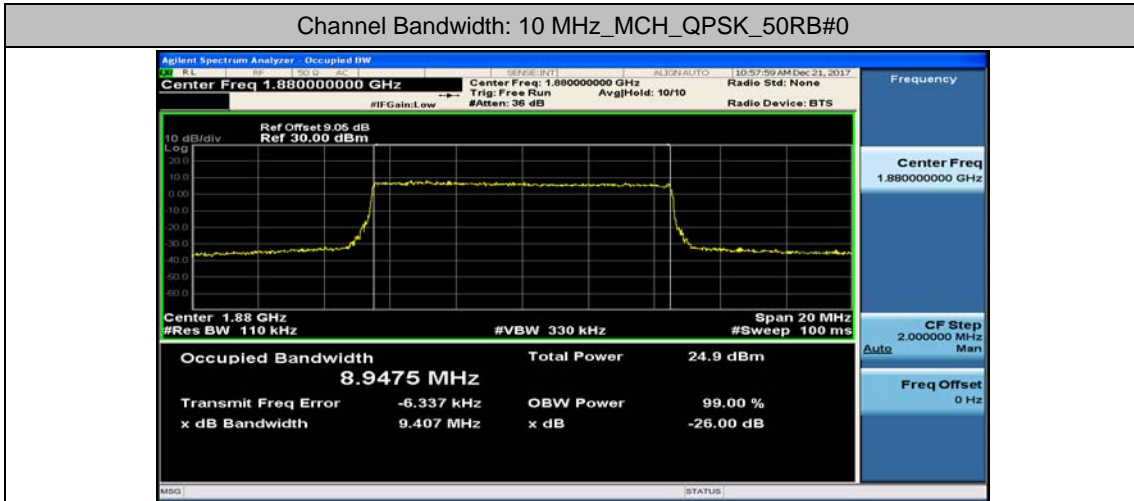 Channel Bandwidth: 10 MHz_MCH_QPSK_50RB#0
Agilent Spectrum Analyzer - Occupied BW
RL RF 50 Ω AC SENSE:INT ALIGN AUTO 10:57:59 AM Dec 21, 2017
Center Freq 1.880000000 GHz
Center Freq: 1.880000000 GHz
Radio Std: None
Trig: Free Run Avg|Hold: 10/10
#IFGain:Low #Atten: 36 dB Radio Device: BTS
Ref Offset 9.05 dB
10 dB/div Ref 30.00 dBm
Log
20.0
10.0
0.00
-10.0
-20.0
-30.0
-40.0
-50.0
-60.0
Center 1.88 GHz Span 20 MHz
#Res BW 110 kHz #VBW 330 kHz #Sweep 100 ms
Occupied Bandwidth Total Power 24.9 dBm
8.9475 MHz
Transmit Freq Error -6.337 kHz OBW Power 99.00 %
x dB Bandwidth 9.407 MHz x dB -26.00 dB
MSG STATUS
Frequency
Center Freq
1.880000000 GHz
CF Step
2.000000 MHz
Auto Man
Freq Offset
0 Hz